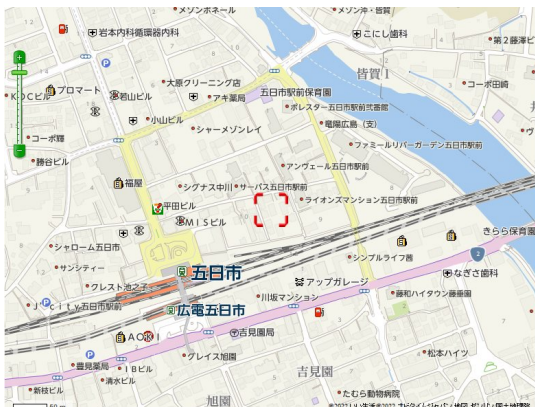 メゾンボネール
メゾン沖・皆賀
岩本内科循環器内科
こにし歯科
第2藤澤ビ
皆賀1
大原クリーニング店
コーポ田崎
KDCビル
プロマート
若山ビル
アキ薬局
五日市駅前保育園
ポレスター五日市駅前弐番館
小山ビル
シャーメゾンレイ
竜陽広島（支）
コーポ輝
ファミールリバーガーデン五日市駅前
勝谷ビル
アンヴェール五日市駅前
福屋
シグナス中川
サーパス五日市駅前
ライオンズマンション五日市駅前
平田ビル
MISビル
きらら保育園
シャローム五日市
2
サンシティー
シンプルライフ茜
五日市
なぎさ歯科
クレスト池之子
アップガレージ
Jーcity五日市駅前
川坂マンション
藤和ハイタウン藤垂園
広電五日市
AOKI
吉見園局
豊見薬局
グレイス旭園
IBビル
松本ハイツ
清水ビル
吉見園
新枝ビル
旭園
たむら動物病院